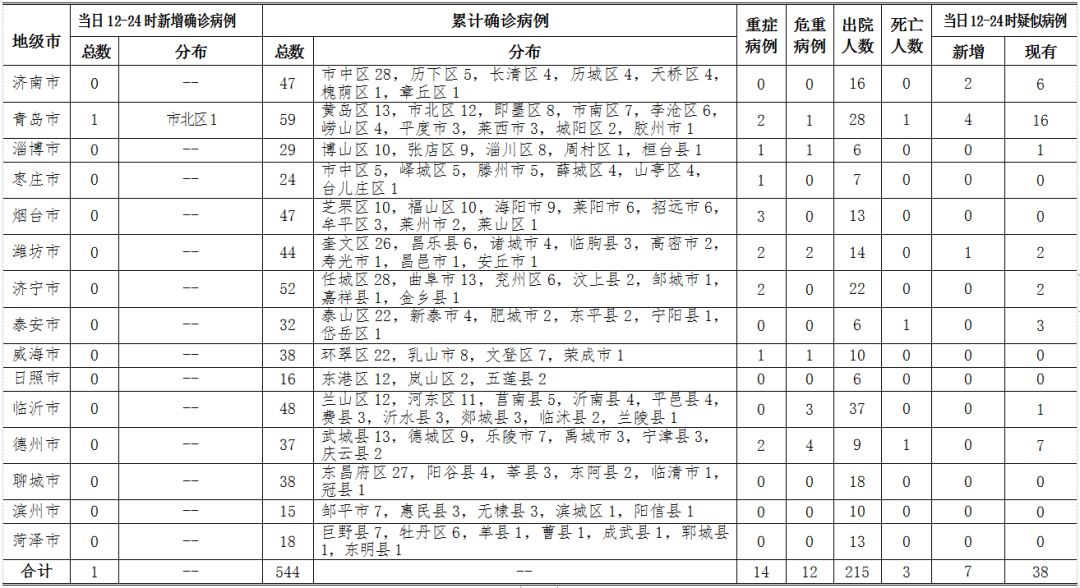 地级市 当日12-24时新增确诊病例 累计确诊病例 重症病例 危重病例 出院人数 死亡人数 当日12-24时疑似病例
总数 分布 总数 分布 新增 现有
济南市 0 -- 47 市中区28，历下区5，长清区4，历城区4，天桥区4， 0 0 16 0 2 6
槐荫区1，章丘区1
青岛市 1 市北区1 59 黄岛区13，市北区12，即墨区8，市南区7，李沧区6， 2 1 28 1 4 16
崂山区4，平度市3，莱西市3，城阳区2，胶州市1
淄博市 0 -- 29 博山区10，张店区9，淄川区8，周村区1，桓台县1 1 1 6 0 0 1
枣庄市 0 -- 24 市中区5，峄城区5，滕州市5，薛城区4，山亭区4， 1 0 7 0 0 0
台儿庄区1
烟台市 0 -- 47 芝罘区10，福山区10，海阳市9，莱阳市6，招远市6， 3 0 13 0 0 0
牟平区3，莱州市2，莱山区1
潍坊市 0 -- 44 奎文区26，昌乐县6，诸城市4，临朐县3，高密市2， 2 2 14 0 1 2
寿光市1，昌邑市1，安丘市1
济宁市 0 -- 52 任城区28，曲阜市13，兖州区6，汶上县2，邹城市1， 2 0 22 0 0 2
嘉祥县1，金乡县1
泰安市 0 -- 32 泰山区22，新泰市4，肥城市2，东平县2，宁阳县1， 0 0 6 1 0 3
岱岳区1
威海市 0 -- 38 环翠区22，乳山市8，文登区7，荣成市1 1 1 10 0 0 0
日照市 0 -- 16 东港区12，岚山区2，五莲县2 0 0 6 0 0 0
临沂市 0 -- 48 兰山区12，河东区11，莒南县5，沂南县4，平邑县4， 0 3 37 0 0 1
费县3，沂水县3，郯城县3，临沭县2，兰陵县1
德州市 0 -- 37 武城县13，德城区9，乐陵市7，禹城市3，宁津县3， 2 4 9 1 0 7
庆云县2
聊城市 0 -- 38 东昌府区27，阳谷县4，莘县3，东阿县2，临清市1， 0 0 18 0 0 0
冠县1
滨州市 0 -- 15 邹平市7，惠民县3，无棣县3，滨城区1，阳信县1 0 0 10 0 0 0
菏泽市 0 -- 18 巨野县7，牡丹区6，单县1，曹县1，成武县1，郓城县 0 0 13 0 0 0
1，东明县1
合计 1 -- 544 -- 14 12 215 3 7 38